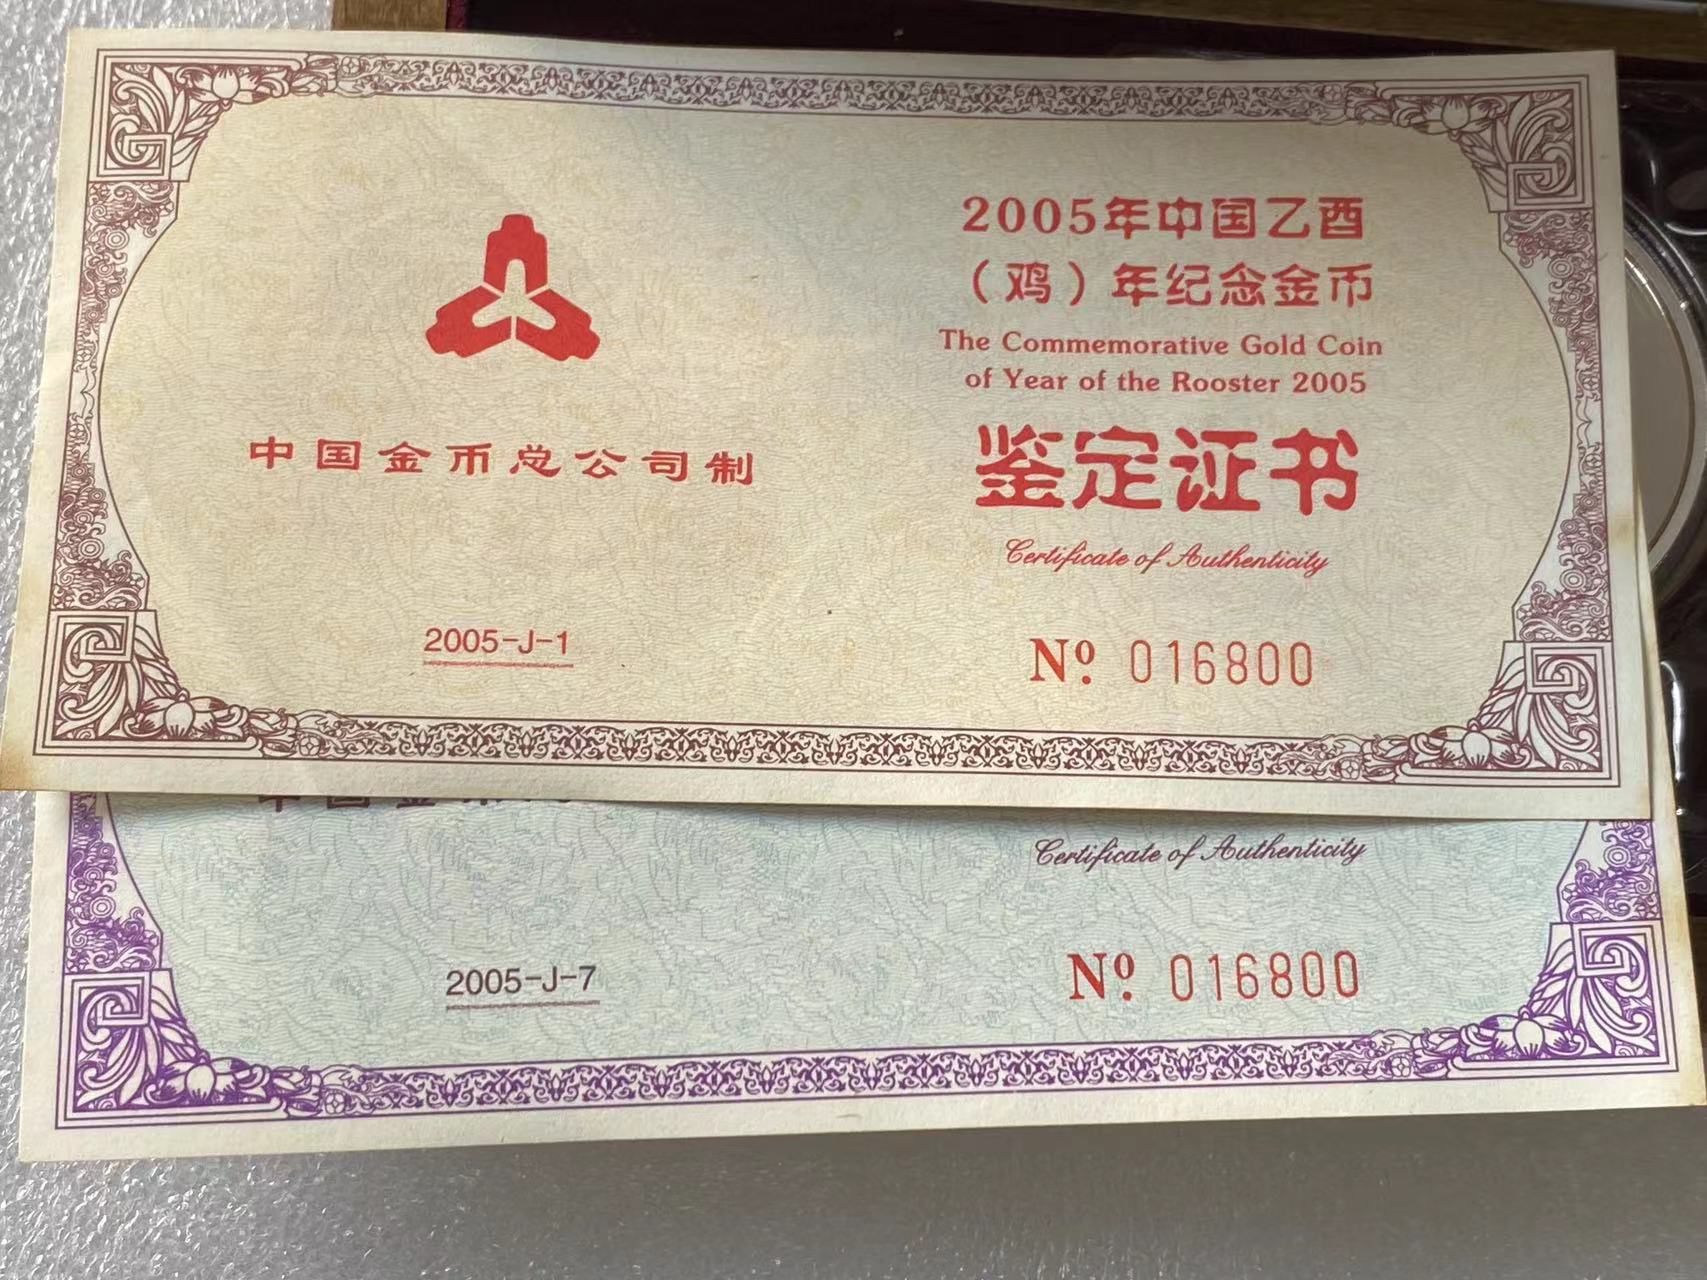 2005年中国乙酉
（鸡）年纪念金币
The Commemorative Gold Coin
of Year of the Rooster 2005
鉴定证书
Certificate of Authenticity
中国金币总公司制
2005-J-1
Nº. 016800
Certificate of Authenticity
2005-J-7
Nº. 016800